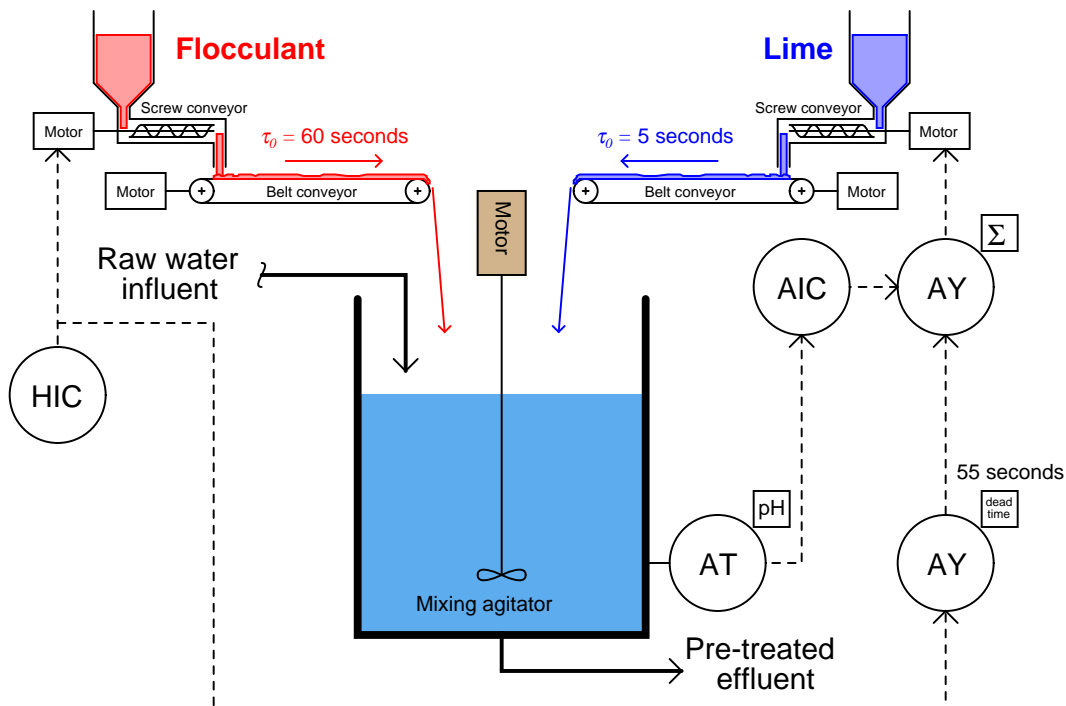 Flocculant
Lime
Screw conveyor
Screw conveyor
Motor
τ0 = 60 seconds
τ0 = 5 seconds
Motor
Motor
Belt conveyor
Motor
Belt conveyor
Motor
Σ
Raw water
influent
AIC
AY
HIC
55 seconds
pH
dead
time
AT
AY
Mixing agitator
Pre-treated
effluent